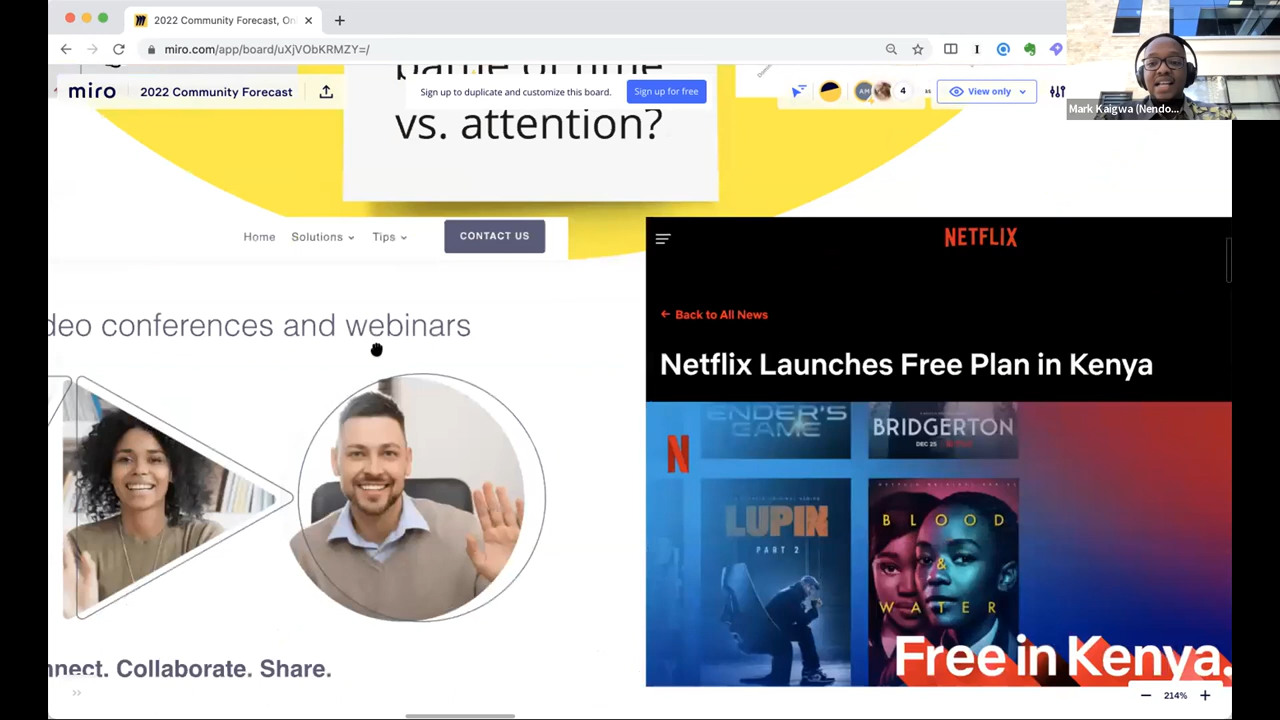 2022 Community Forecast, On
miro.com/app/board/uXjVObKRMZY=/
miro
2022 Community Forecast
Sign up to duplicate and customize this board.
Sign up for free
AM
4
View only
Mark Kaigwa (Nendo...
vs. attention?
Home
Solutions
Tips
CONTACT US
NETFLIX
deo conferences and webinars
← Back to All News
Netflix Launches Free Plan in Kenya
ENDER'S
GAME
BRIDGERTON
DEC 25
N
LUPIN
PART 2
BLOOD
&
WATER
nnect. Collaborate. Share.
Free in Kenya.
214%